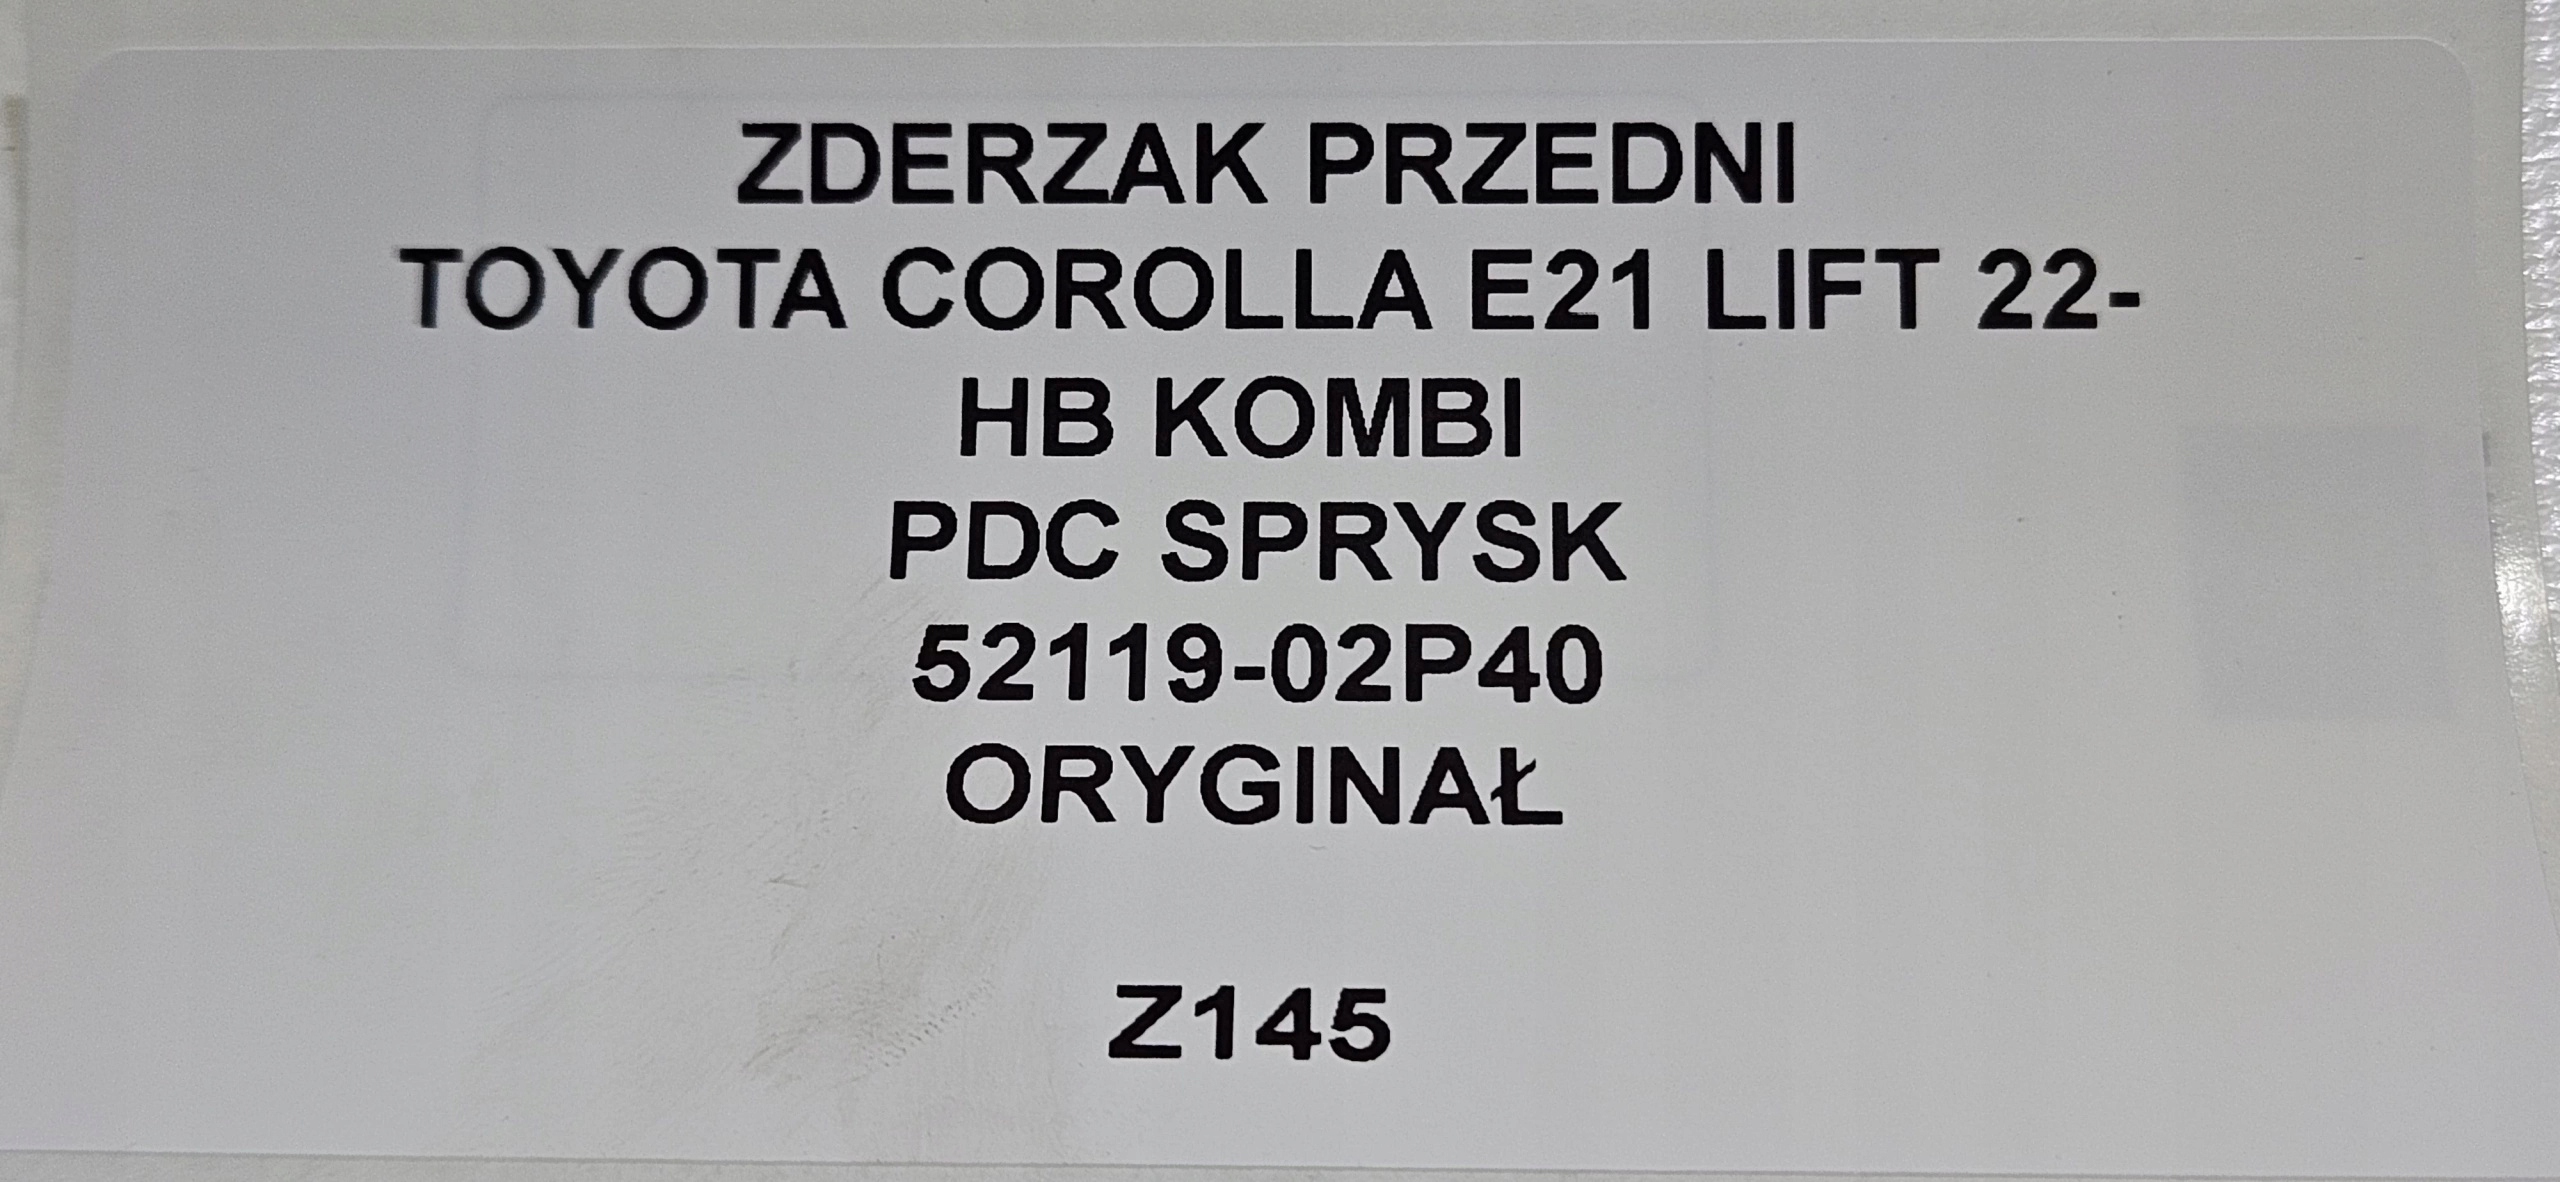 ZDERZAK PRZEDNI
TOYOTA COROLLA E21 LIFT 22-
HB KOMBI
PDC SPRYSK
52119-02P40
ORYGINAŁ
Z145